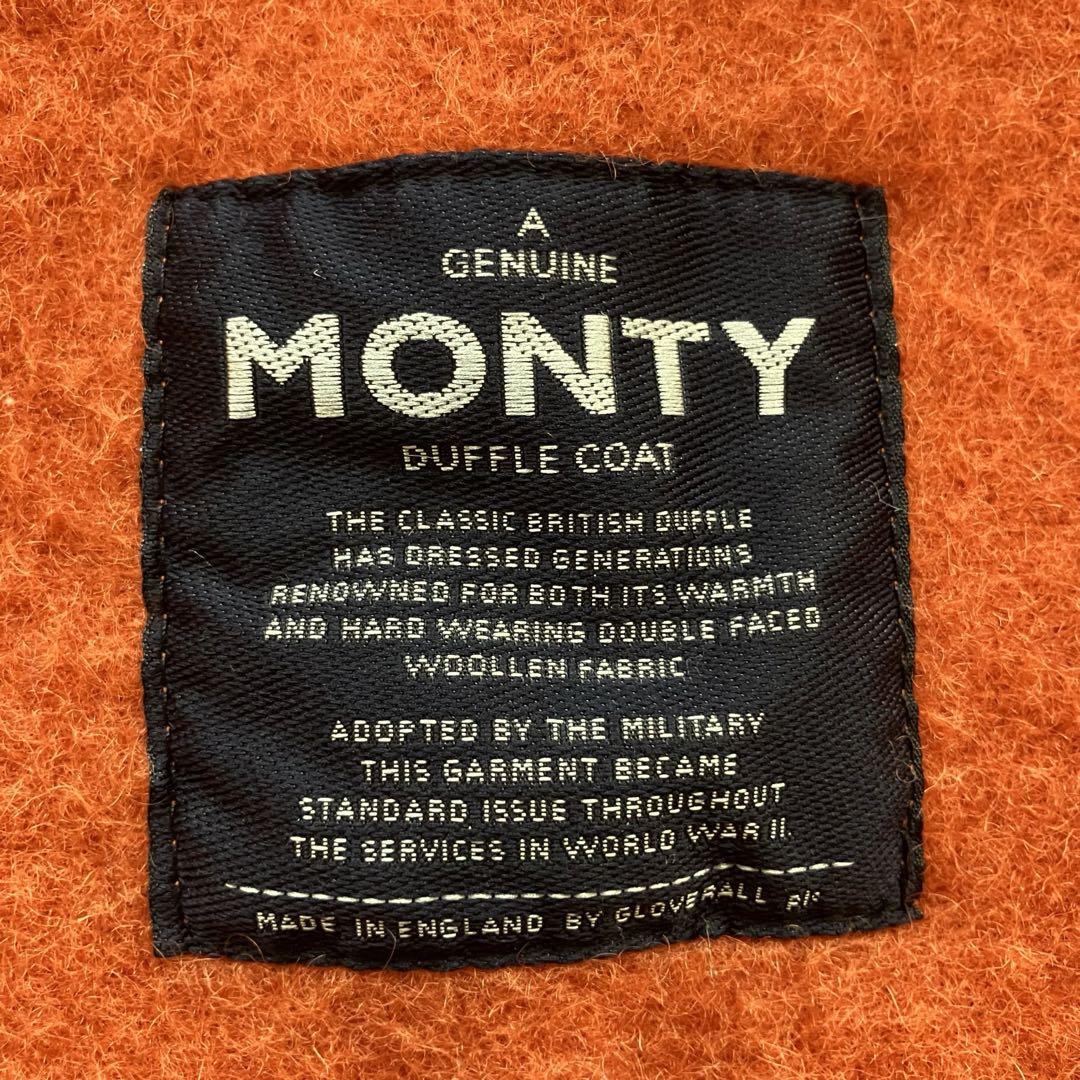 A
GENUINE
MONTY
DUFFLE COAT
THE CLASSIC BRITISH DUFFLE
HAS DRESSED GENERATIONS
RENOWNED FOR BOTH ITS WARMTH
AND HARD WEARING DOUBLE FACED
WOOLLEN FABRIC
ADOPTED BY THE MILITARY
THIS GARMENT BECAME
STANDARD ISSUE THROUGHOUT
THE SERVICES IN WORLD WAR II.
MADE IN ENGLAND BY GLOVERALL